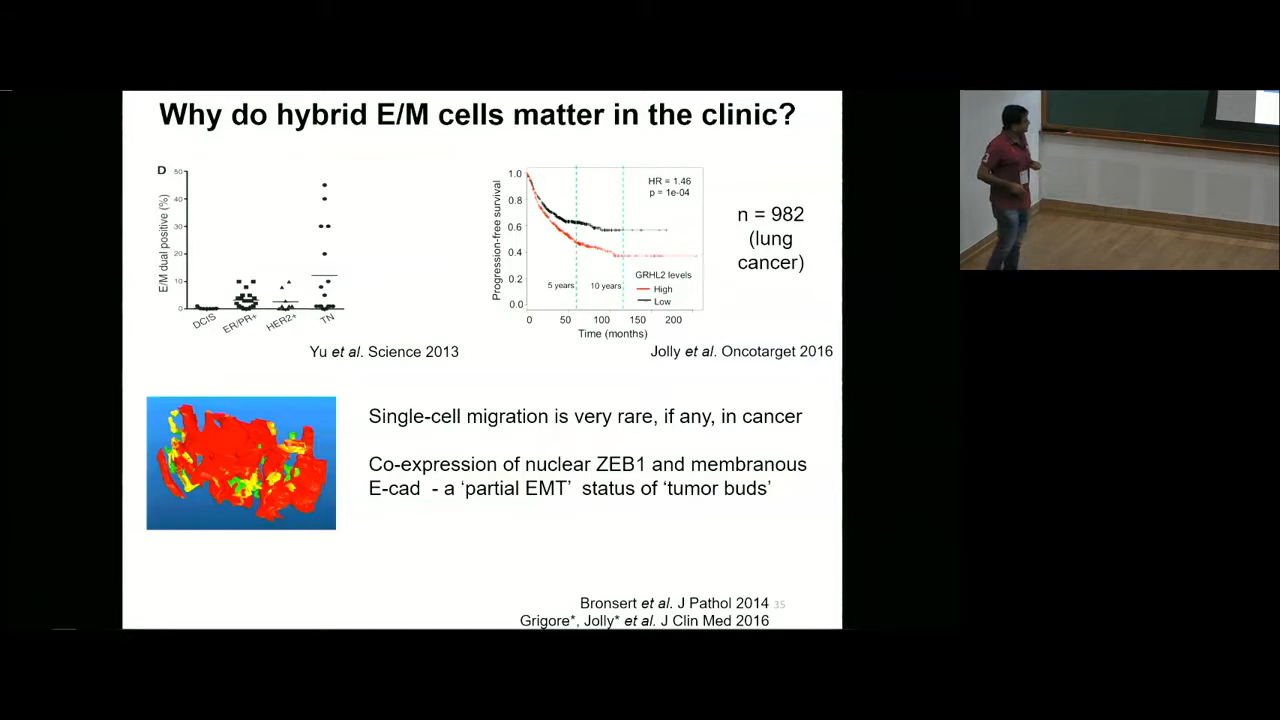 Why do hybrid E/M cells matter in the clinic?
D
E/M dual positive (%)
50
40
30
20
10
0
DCIS
ER/PR+
HER2+
TN
Yu et al. Science 2013
Progression-free survival
1.0
0.8
0.6
0.4
0.2
0.0
HR = 1.46
p = 1e-04
GRHL2 levels
High
Low
5 years
10 years
0 50 100 150 200
Time (months)
n = 982
(lung
cancer)
Jolly et al. Oncotarget 2016
Single-cell migration is very rare, if any, in cancer
Co-expression of nuclear ZEB1 and membranous
E-cad - a ‘partial EMT’ status of ‘tumor buds’
Bronsert et al. J Pathol 2014 35
Grigore*, Jolly* et al. J Clin Med 2016